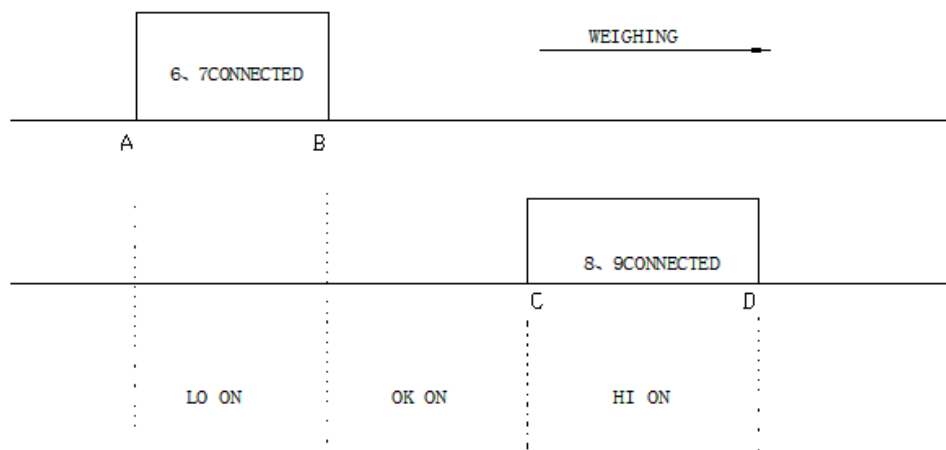 WEIGHING
6、7CONNECTED
A
B
8、9CONNECTED
C
D
LO ON
OK ON
HI ON